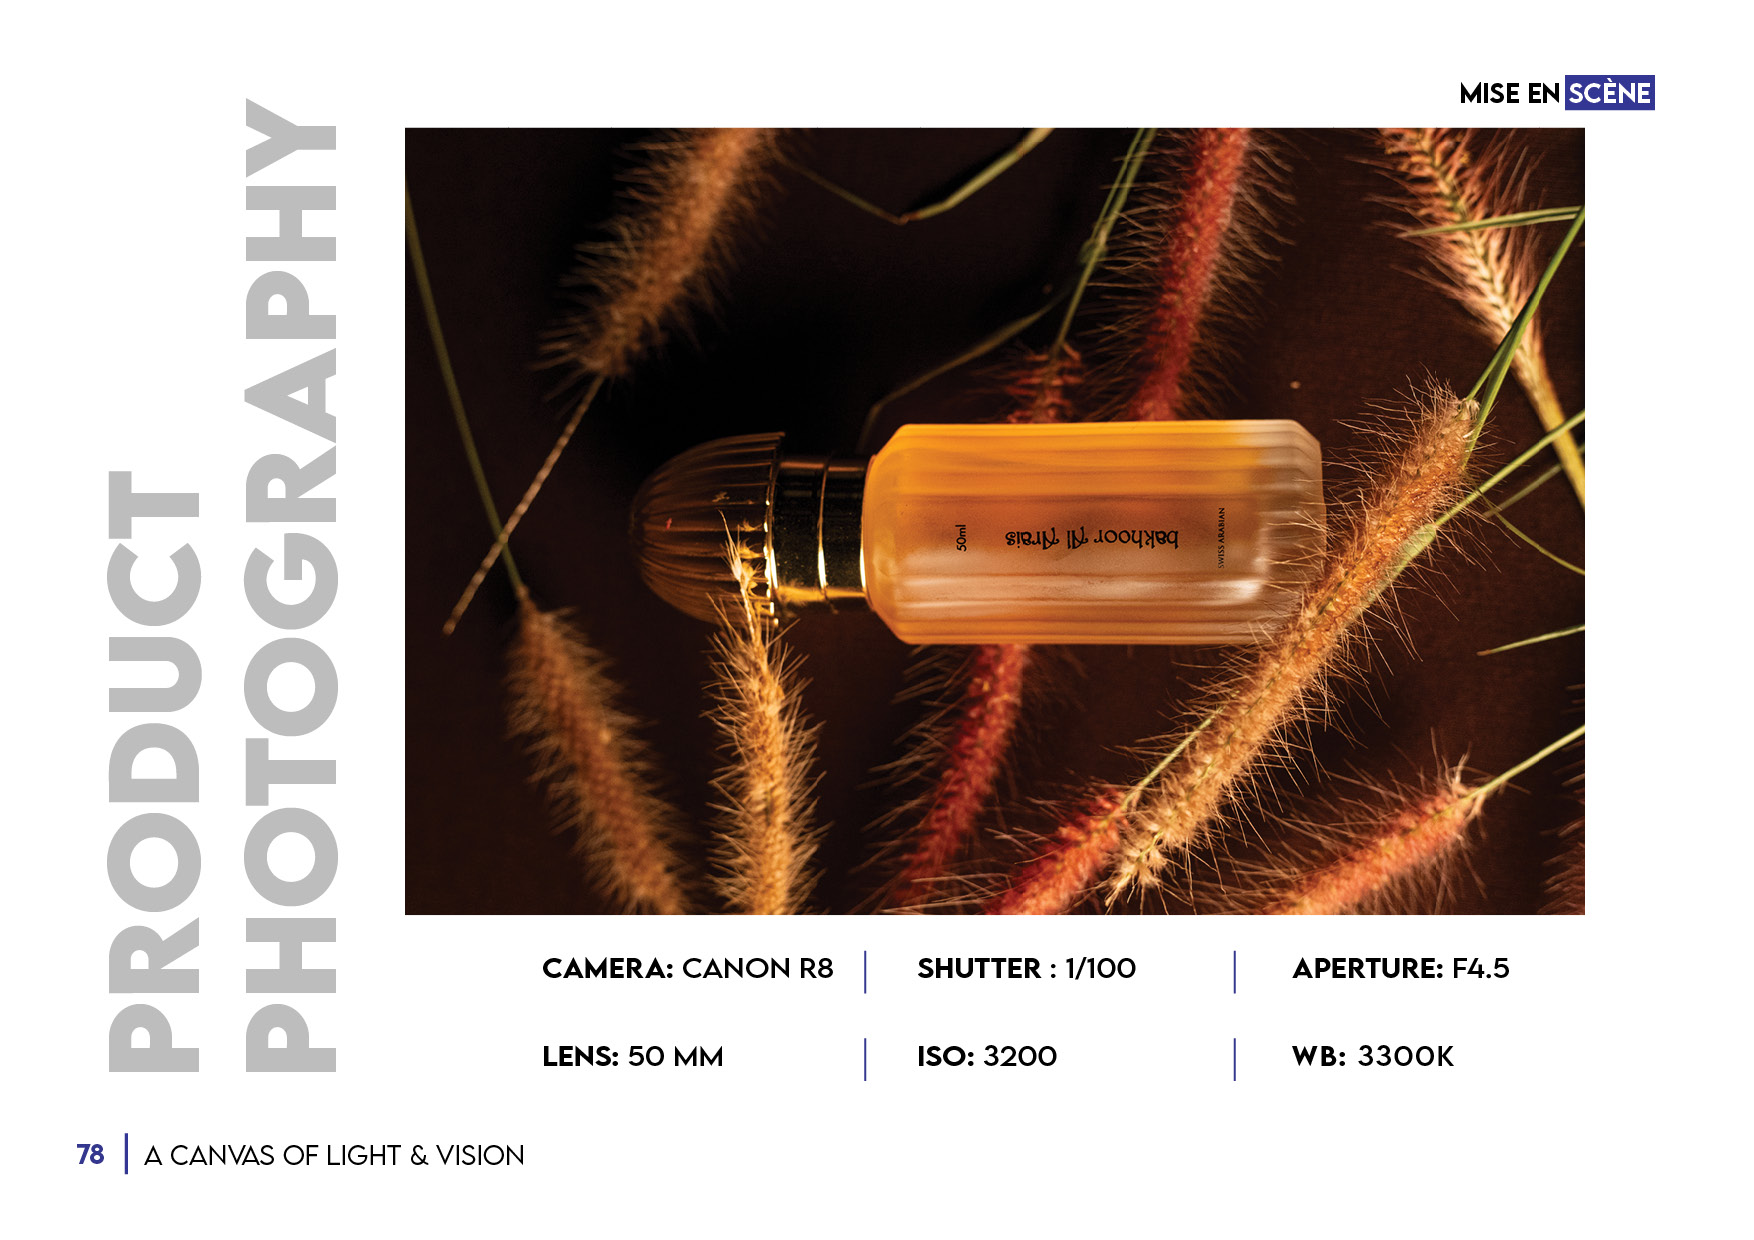 MISE EN SCÈNE
PRODUCT
PHOTOGRAPHY
50ml
bakhoor Al Arais
SWISS ARABIAN
CAMERA: CANON R8
SHUTTER : 1/100
APERTURE: F4.5
LENS: 50 MM
ISO: 3200
WB: 3300K
78
A CANVAS OF LIGHT & VISION